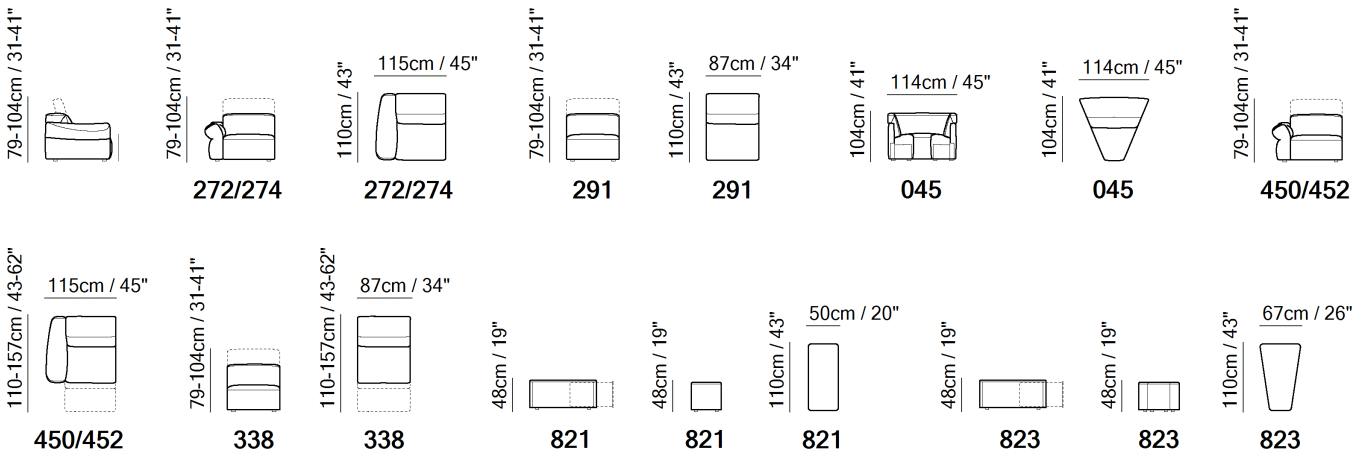 79-104cm / 31-41"
79-104cm / 31-41"
272/274
110cm / 43"
115cm / 45"
272/274
79-104cm / 31-41"
291
110cm / 43"
87cm / 34"
291
104cm / 41"
114cm / 45"
045
104cm / 41"
114cm / 45"
045
79-104cm / 31-41"
450/452
110-157cm / 43-62"
115cm / 45"
450/452
79-104cm / 31-41"
338
110-157cm / 43-62"
87cm / 34"
338
48cm / 19"
821
48cm / 19"
821
110cm / 43"
50cm / 20"
821
48cm / 19"
823
48cm / 19"
823
110cm / 43"
67cm / 26"
823